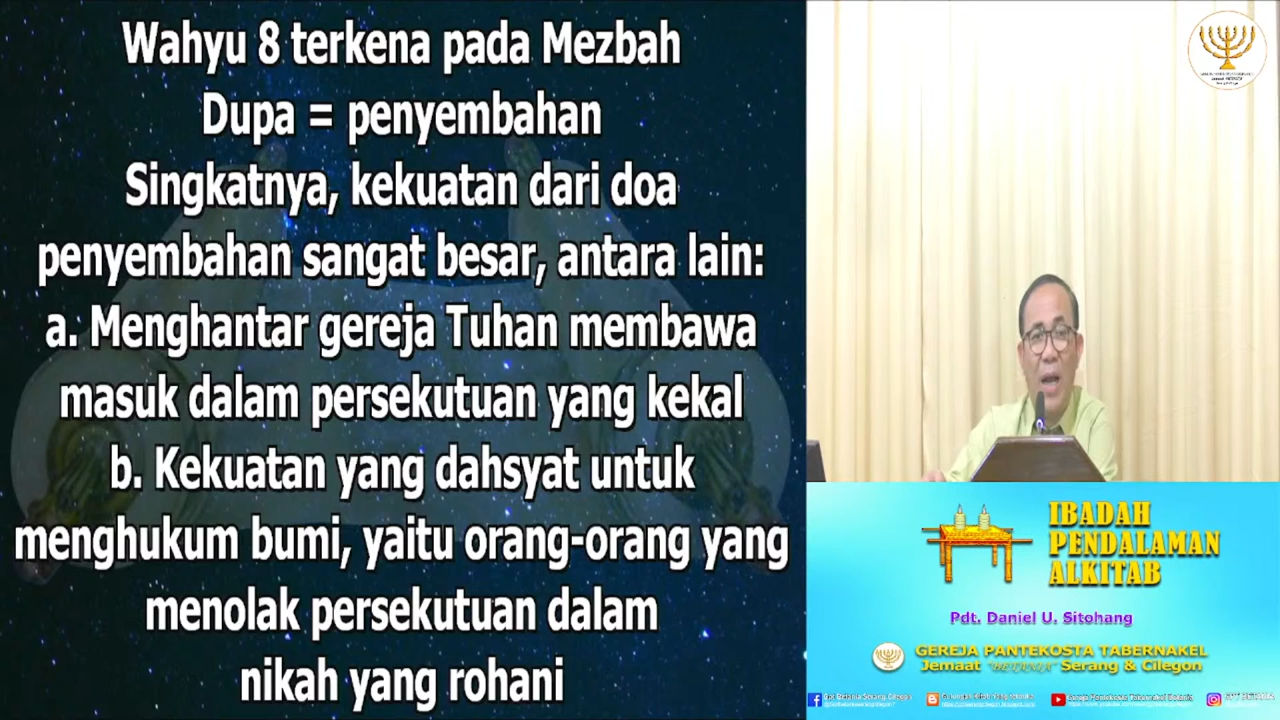 Wahyu 8 terkena pada Mezbah
Dupa = penyembahan
Singkatnya, kekuatan dari doa
penyembahan sangat besar, antara lain:
a. Menghantar gereja Tuhan membawa
masuk dalam persekutuan yang kekal
b. Kekuatan yang dahsyat untuk
menghukum bumi, yaitu orang-orang yang
menolak persekutuan dalam
nikah yang rohani
IBADAH
PENDALAMAN
ALKITAB
Pdt. Daniel U. Sitohang
GEREJA PANTEKOSTA TABERNAKEL
Jemaat "BETANIA" Serang & Cilegon